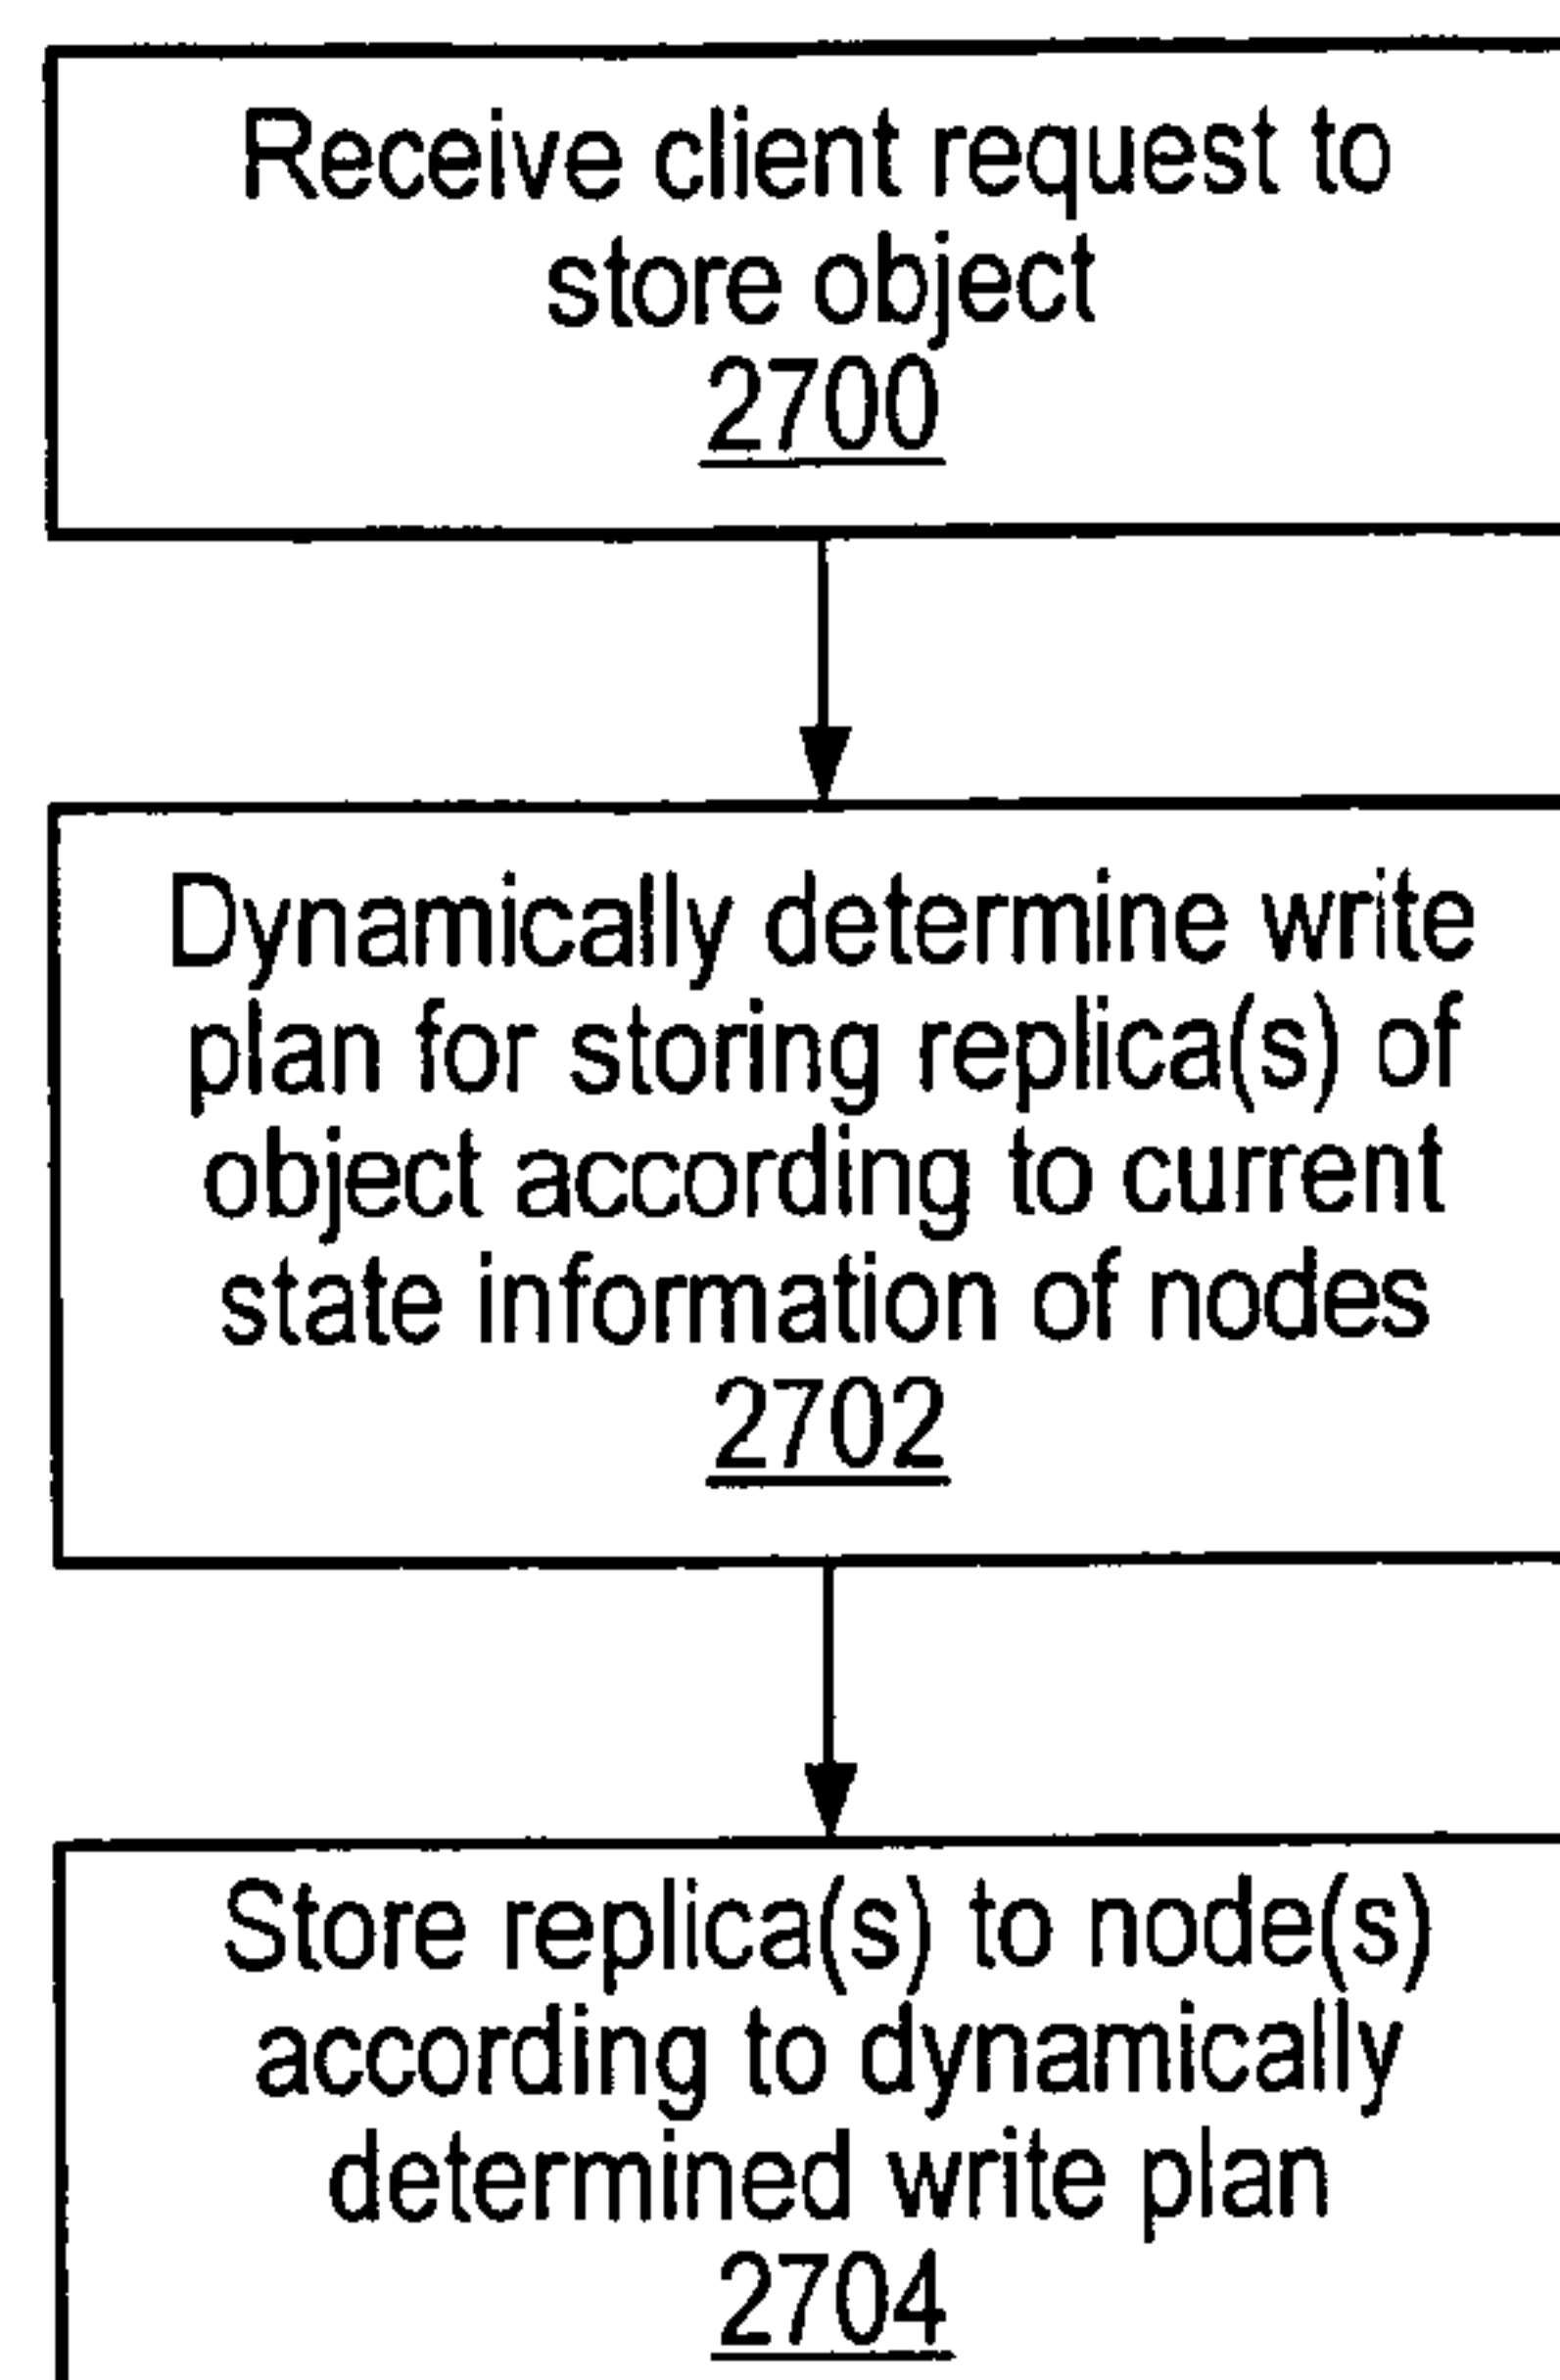 Receive client request to
store object
2700
Dynamically determine write
plan for storing replica(s) of
object according to current
state information of nodes
2702
Store replica(s) to node(s)
according to dynamically
determined write plan
2704